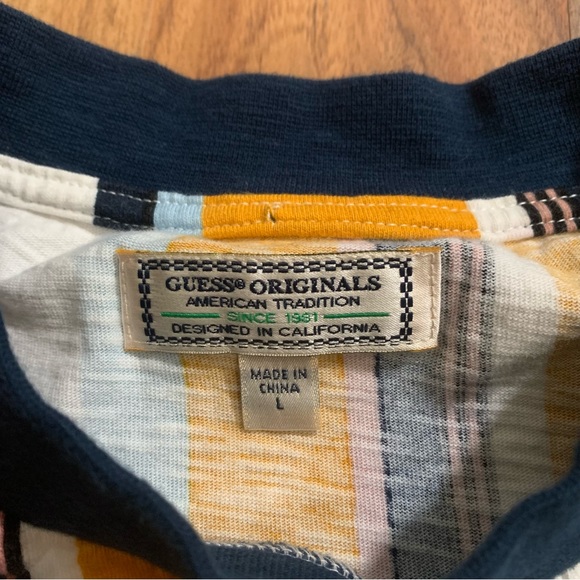 GUESS® ORIGINALS
AMERICAN TRADITION
SINCE 1981
DESIGNED IN CALIFORNIA
MADE IN
CHINA
L